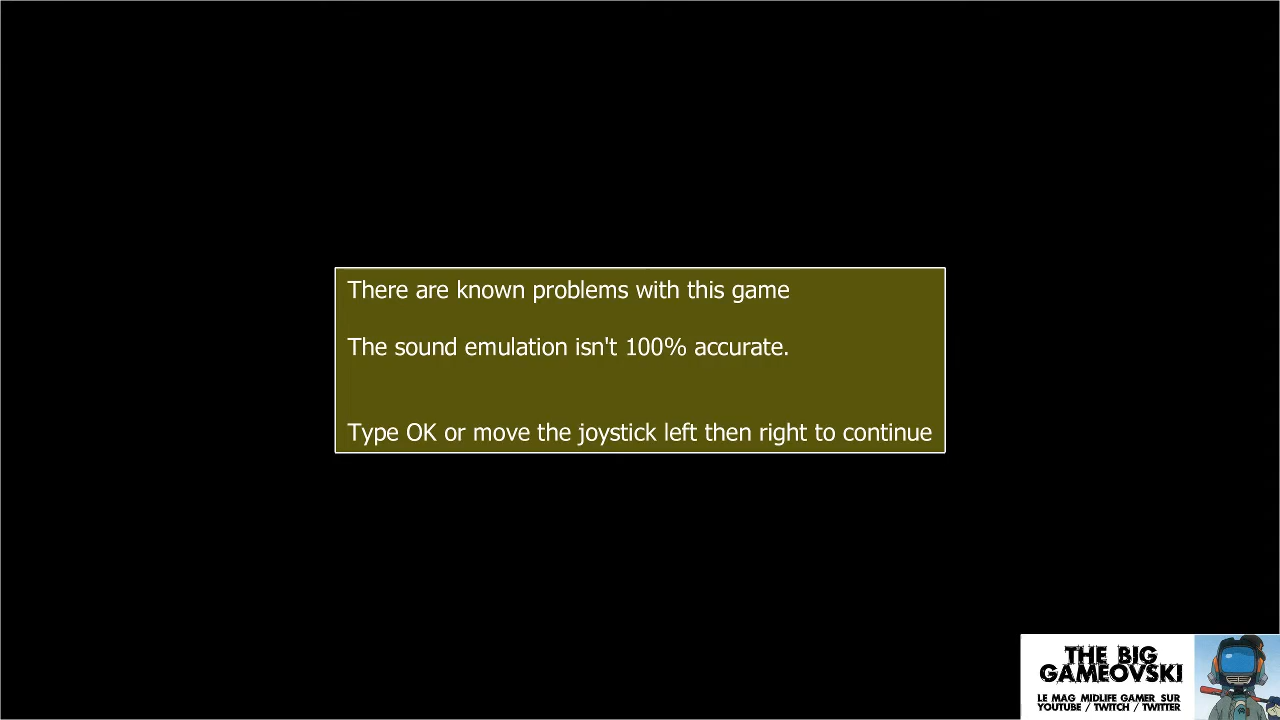 There are known problems with this game
The sound emulation isn't 100% accurate.
Type OK or move the joystick left then right to continue
THE BIG
GAMEOVSKI
LE MAG MIDLIFE GAMER SUR
YOUTUBE / TWITCH / TWITTER